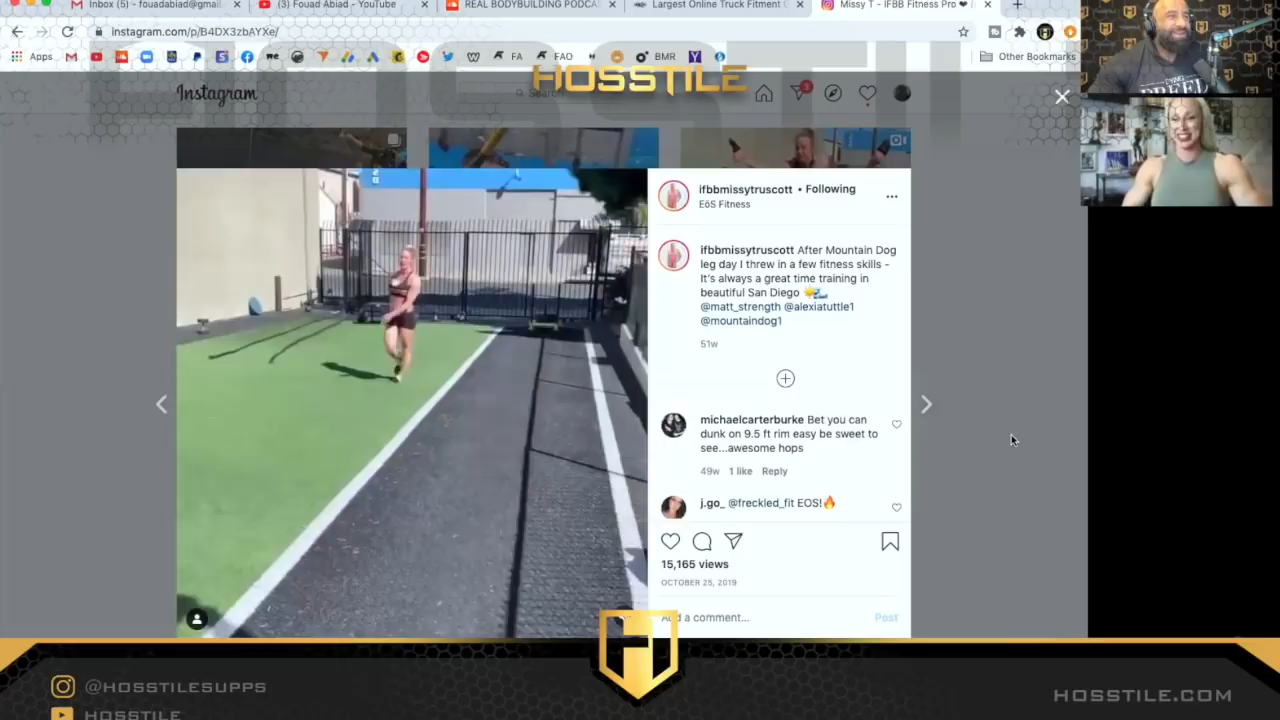 Inbox (5) - fouadabiad@gmail
(3) Fouad Abiad - YouTube
REAL BODYBUILDING PODCA
Largest Online Truck Fitment
Missy T - IFBB Fitness Pro
instagram.com/p/B4DX3zbAYXe/
Apps
FA
FAO
BMR
Other Bookmarks
HOSSTILE
Instagram
Search
3
ifbbmissytruscott • Following
EōS Fitness
ifbbmissytruscott After Mountain Dog
leg day I threw in a few fitness skills -
It's always a great time training in
beautiful San Diego
@matt_strength @alexiatuttle1
@mountaindog1
51w
michaelcarterburke Bet you can
dunk on 9.5 ft rim easy be sweet to
see...awesome hops
49w 1 like Reply
j.go_ @freckled_fit EOS!
15,165 views
OCTOBER 25, 2019
Add a comment... Post
@HOSSTILESUPPS
HOSSTILE
HOSSTILE.COM